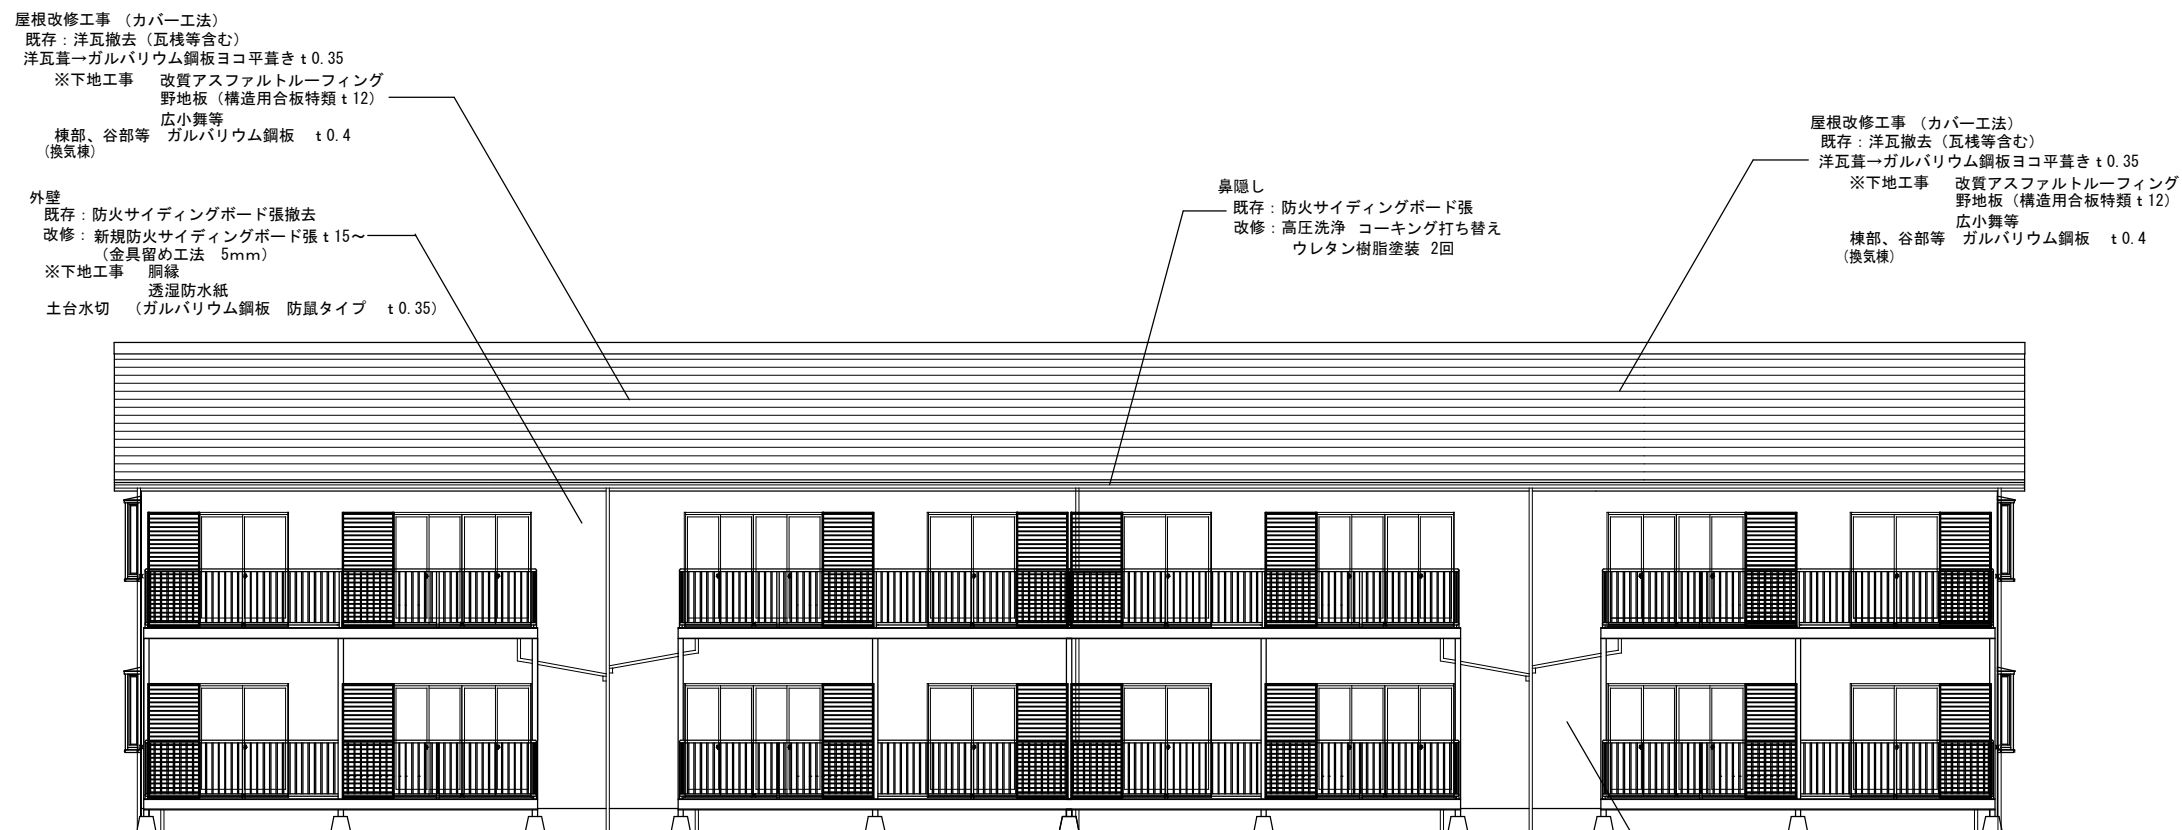 屋根改修工事 （カバー工法）
既存：洋瓦撤去（瓦桟等含む）
洋瓦葺→ガルバリウム鋼板ヨコ平葺きｔ0.35
※下地工事　改質アスファルトルーフィング
野地板（構造用合板特類ｔ12）
広小舞等
棟部、谷部等　ガルバリウム鋼板　ｔ0.4
（換気棟）
外壁
既存：防火サイディングボード張撤去
改修：新規防火サイディングボード張ｔ15～
（金具留め工法　5mm）
※下地工事　胴縁
透湿防水紙
土台水切　（ガルバリウム鋼板　防鼠タイプ　ｔ0.35）
鼻隠し
既存：防火サイディングボード張
改修：高圧洗浄　コーキング打ち替え
ウレタン樹脂塗装　2回
屋根改修工事 （カバー工法）
既存：洋瓦撤去（瓦桟等含む）
洋瓦葺→ガルバリウム鋼板ヨコ平葺きｔ0.35
※下地工事　改質アスファルトルーフィング
野地板（構造用合板特類ｔ12）
広小舞等
棟部、谷部等　ガルバリウム鋼板　ｔ0.4
（換気棟）